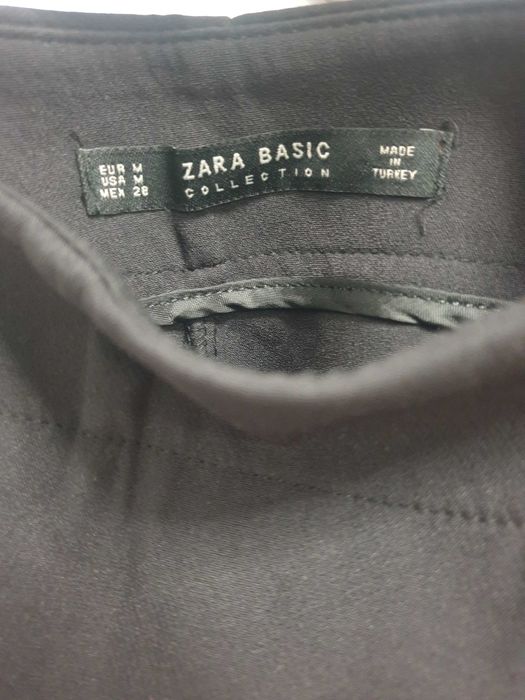 EUR M
USA M
MEX 28
ZARA BASIC
COLLECTION
MADE
IN
TURKEY